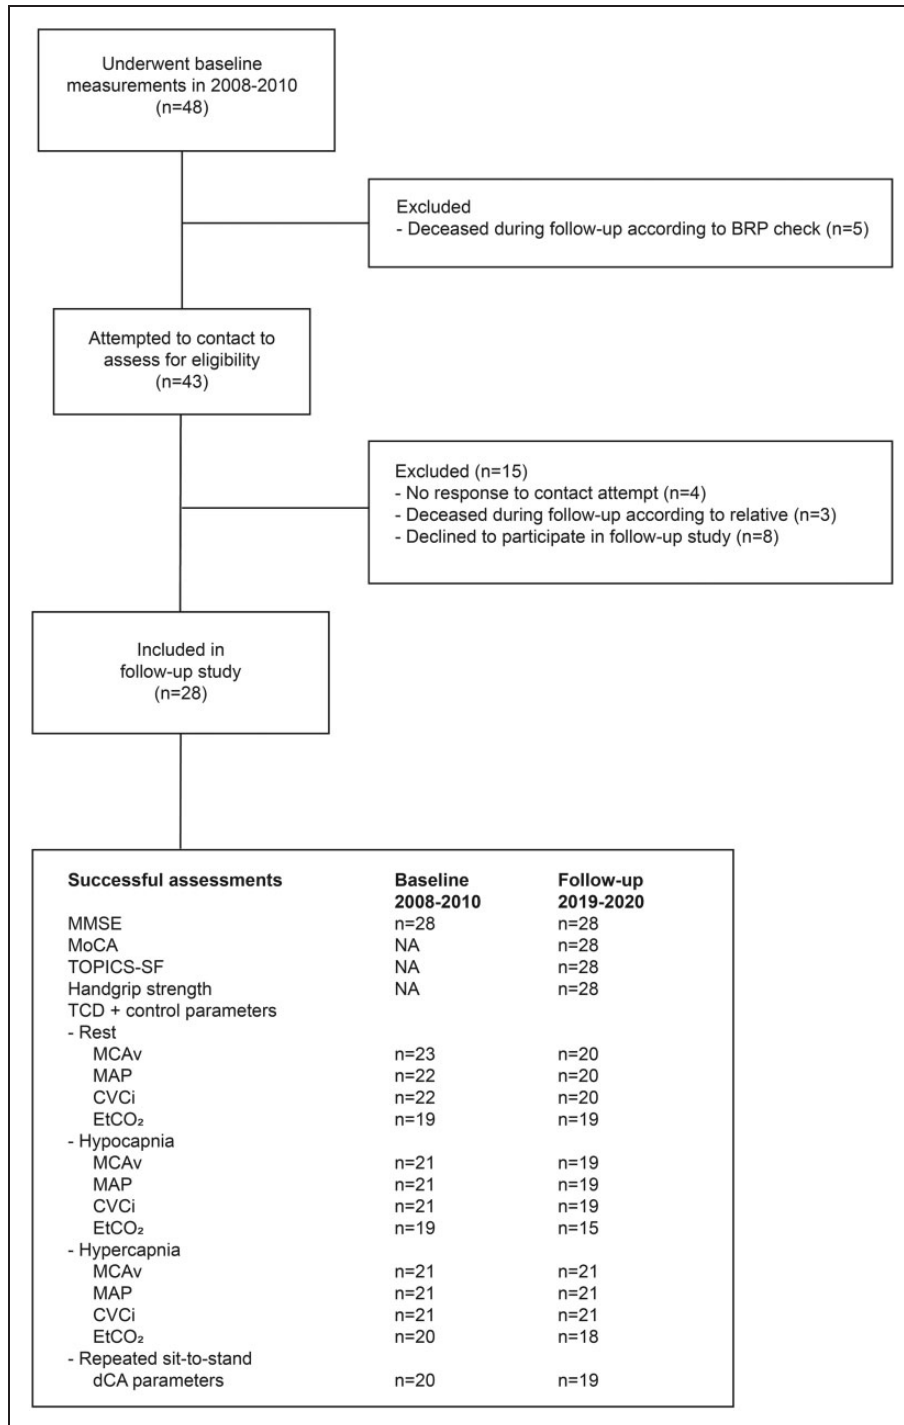 Underwent baseline
measurements in 2008-2010
(n=48)
Excluded
- Deceased during follow-up according to BRP check (n=5)
Attempted to contact to
assess for eligibility
(n=43)
Excluded (n=15)
- No response to contact attempt (n=4)
- Deceased during follow-up according to relative (n=3)
- Declined to participate in follow-up study (n=8)
Included in
follow-up study
(n=28)
Successful assessments Baseline Follow-up
2008-2010 2019-2020
MMSE n=28 n=28
MoCA NA n=28
TOPICS-SF NA n=28
Handgrip strength NA n=28
TCD + control parameters
- Rest
MCAv n=23 n=20
MAP n=22 n=20
CVCi n=22 n=20
EtCO₂ n=19 n=19
- Hypocapnia
MCAv n=21 n=19
MAP n=21 n=19
CVCi n=21 n=19
EtCO₂ n=19 n=15
- Hypercapnia
MCAv n=21 n=21
MAP n=21 n=21
CVCi n=21 n=21
EtCO₂ n=20 n=18
- Repeated sit-to-stand
dCA parameters n=20 n=19